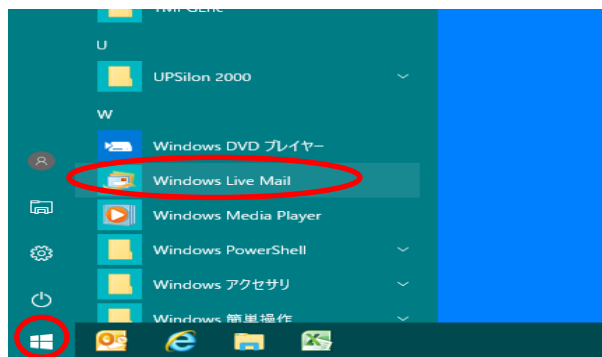 U
UPSilon 2000
W
Windows DVD プレイヤー
Windows Live Mail
Windows Media Player
Windows PowerShell
Windows アクセサリ
Windows 簡単操作